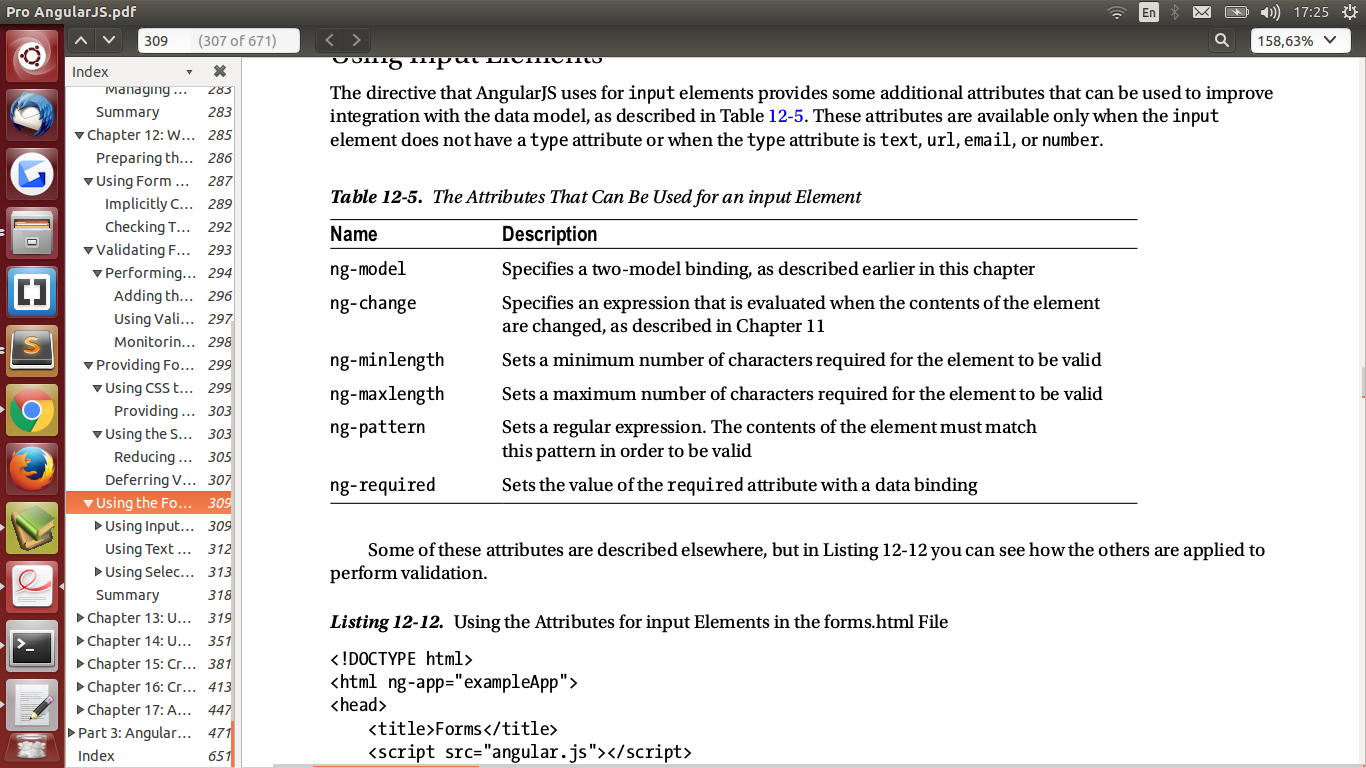 Pro AngularJS.pdf
En
17:25
309 (307 of 671)
158,63%
Index
Managing ... 283
Summary 283
Chapter 12: W... 285
Preparing th... 286
Using Form ... 287
Implicitly C... 289
Checking T... 292
Validating F... 293
Performing... 294
Adding th... 296
Using Vali... 297
Monitorin... 298
Providing Fo... 299
Using CSS t... 299
Providing ... 303
Using the S... 303
Reducing ... 305
Deferring V... 307
Using the Fo... 309
Using Input... 309
Using Text ... 312
Using Selec... 313
Summary 318
Chapter 13: U... 319
Chapter 14: U... 351
Chapter 15: Cr... 381
Chapter 16: Cr... 413
Chapter 17: A... 447
Part 3: Angular... 471
Index 651
Using Input Elements
The directive that AngularJS uses for input elements provides some additional attributes that can be used to improve
integration with the data model, as described in Table 12-5. These attributes are available only when the input
element does not have a type attribute or when the type attribute is text, url, email, or number.
Table 12-5. The Attributes That Can Be Used for an input Element
Name Description
ng-model Specifies a two-model binding, as described earlier in this chapter
ng-change Specifies an expression that is evaluated when the contents of the element
are changed, as described in Chapter 11
ng-minlength Sets a minimum number of characters required for the element to be valid
ng-maxlength Sets a maximum number of characters required for the element to be valid
ng-pattern Sets a regular expression. The contents of the element must match
this pattern in order to be valid
ng-required Sets the value of the required attribute with a data binding
Some of these attributes are described elsewhere, but in Listing 12-12 you can see how the others are applied to
perform validation.
Listing 12-12. Using the Attributes for input Elements in the forms.html File
<!DOCTYPE html>
<html ng-app="exampleApp">
<head>
<title>Forms</title>
<script src="angular.js"></script>